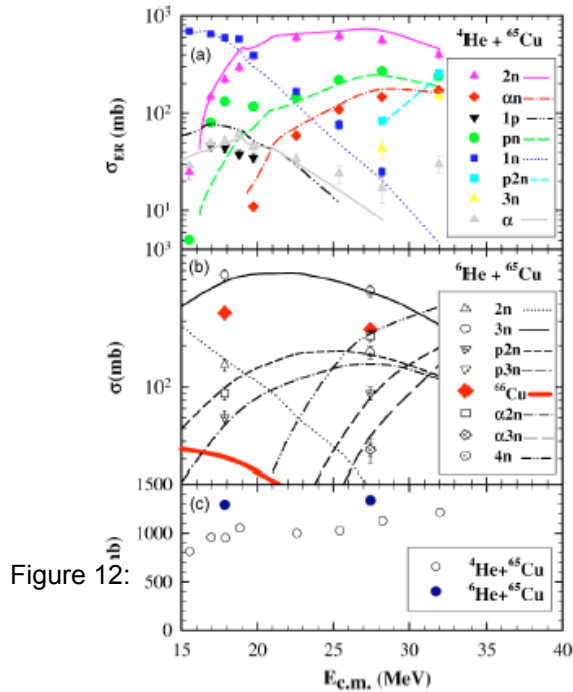 10³
(a)
⁴He + ⁶⁵Cu
2n
αn
1p
pn
1n
p2n
3n
α
10²
σER (mb)
10¹
10³
(b)
⁶He + ⁶⁵Cu
2n
3n
p2n
p3n
⁶⁶Cu
α2n
α3n
4n
σ(mb)
10²
1500
(c)
1000
500
0
⁴He+⁶⁵Cu
⁶He+⁶⁵Cu
Figure 12:
15 20 25 30 35 40
Ec.m. (MeV)